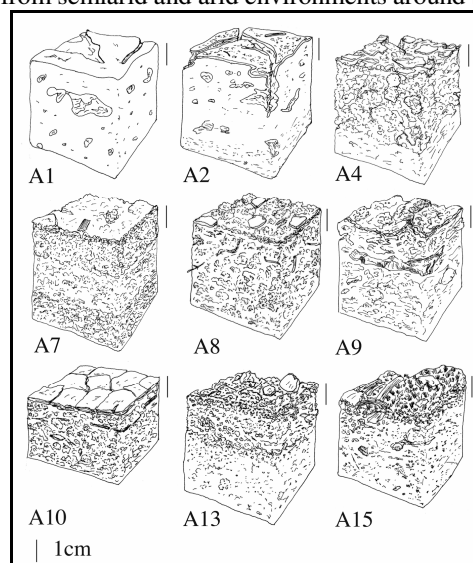 from semiarid and arid environments around
A1 A2 A4
A7 A8 A9
A10 A13 A15
1cm